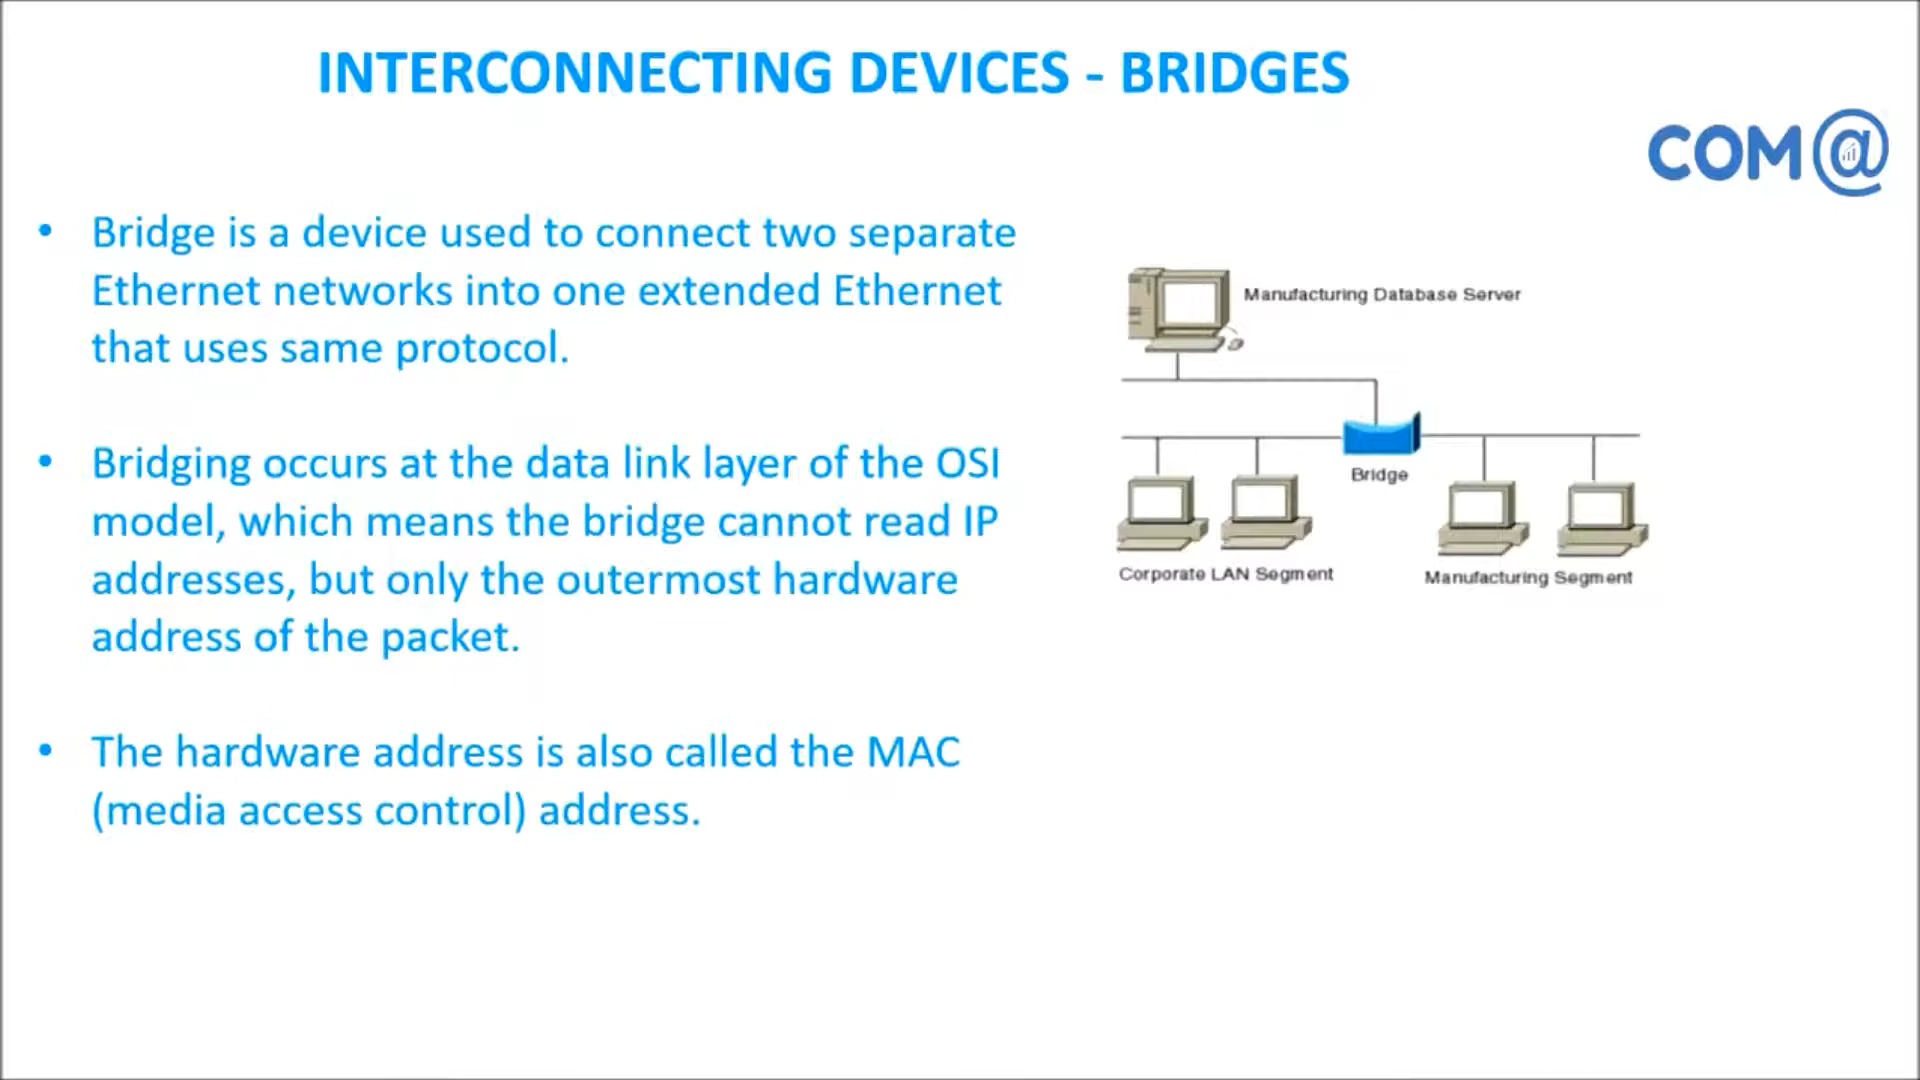 INTERCONNECTING DEVICES - BRIDGES
COM@
• Bridge is a device used to connect two separate
Ethernet networks into one extended Ethernet
that uses same protocol.
• Bridging occurs at the data link layer of the OSI
model, which means the bridge cannot read IP
addresses, but only the outermost hardware
address of the packet.
• The hardware address is also called the MAC
(media access control) address.
Manufacturing Database Server
Bridge
Corporate LAN Segment
Manufacturing Segment